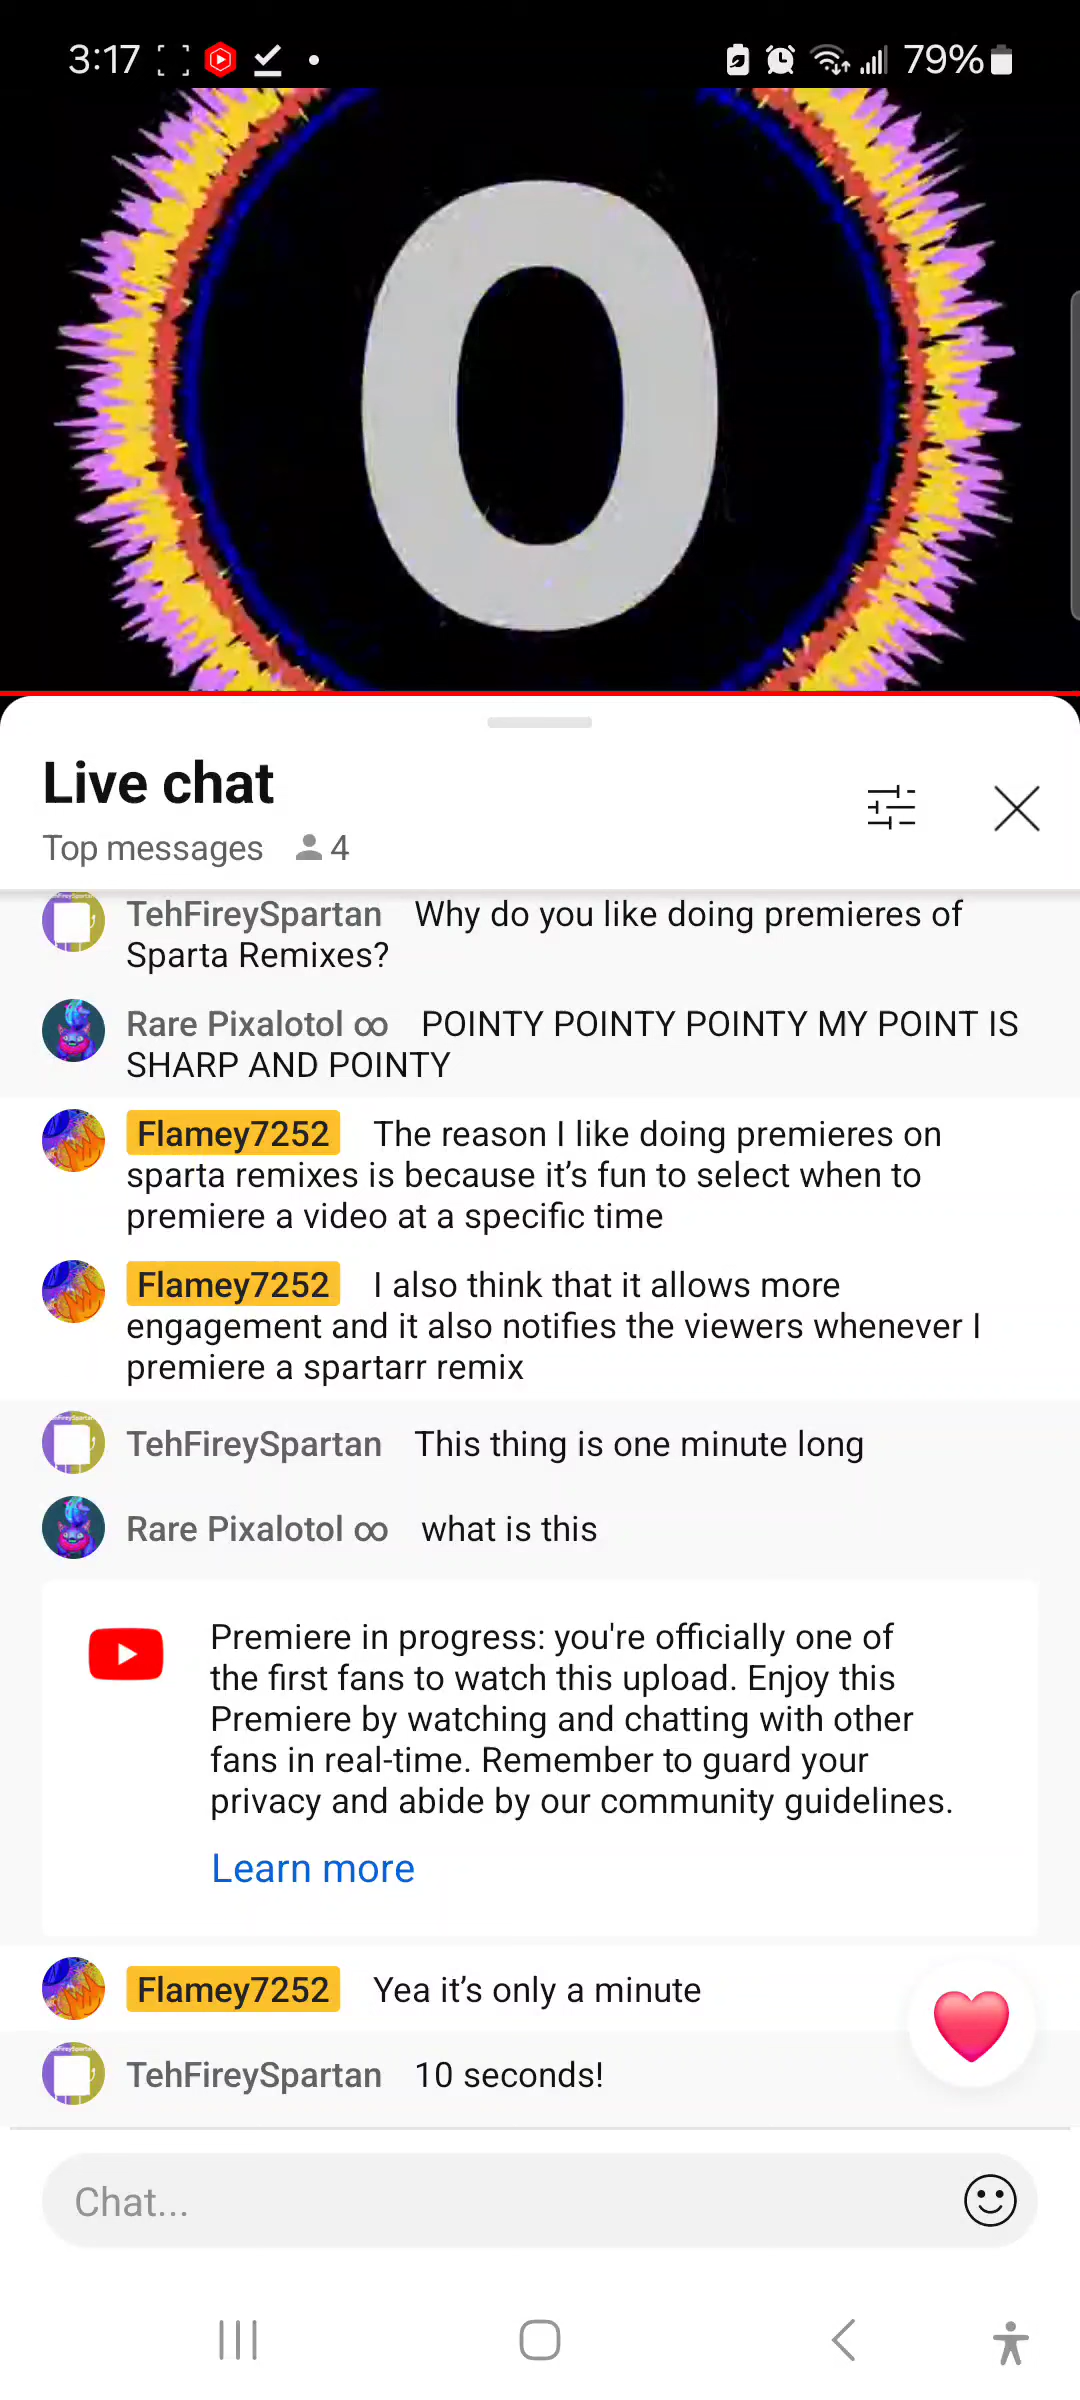 3:17
79%
0
Live chat
Top messages 4
TehFireySpartan Why do you like doing premieres of
Sparta Remixes?
Rare Pixalotol ∞ POINTY POINTY POINTY MY POINT IS
SHARP AND POINTY
Flamey7252 The reason I like doing premieres on
sparta remixes is because it’s fun to select when to
premiere a video at a specific time
Flamey7252 I also think that it allows more
engagement and it also notifies the viewers whenever I
premiere a spartarr remix
TehFireySpartan This thing is one minute long
Rare Pixalotol ∞ what is this
Premiere in progress: you're officially one of
the first fans to watch this upload. Enjoy this
Premiere by watching and chatting with other
fans in real-time. Remember to guard your
privacy and abide by our community guidelines.
Learn more
Flamey7252 Yea it’s only a minute
TehFireySpartan 10 seconds!
Chat...